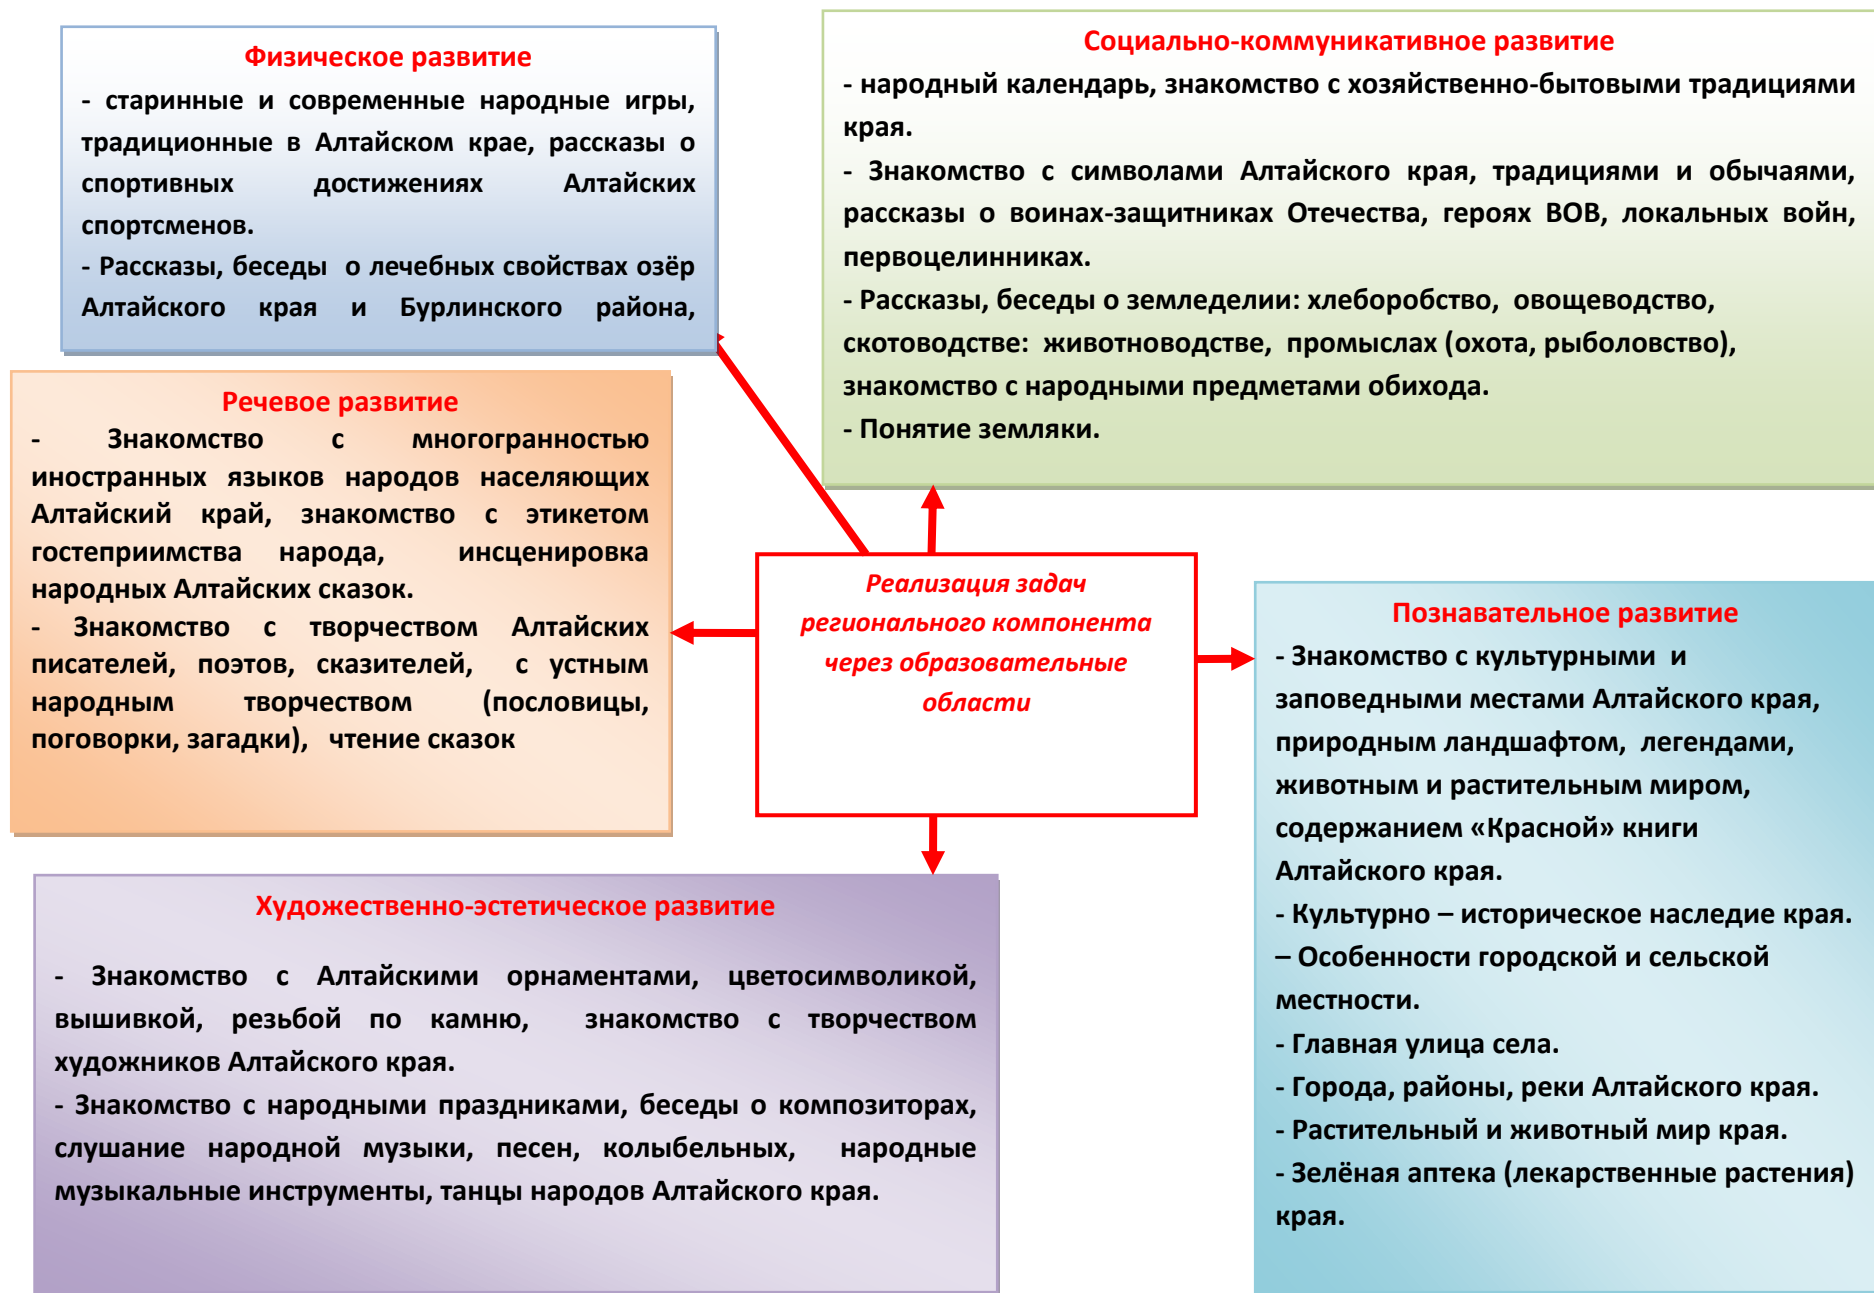 Физическое развитие
- старинные и современные народные игры,
традиционные в Алтайском крае, рассказы о
спортивных достижениях Алтайских
спортсменов.
- Рассказы, беседы о лечебных свойствах озёр
Алтайского края и Бурлинского района,
Социально-коммуникативное развитие
- народный календарь, знакомство с хозяйственно-бытовыми традициями
края.
- Знакомство с символами Алтайского края, традициями и обычаями,
рассказы о воинах-защитниках Отечества, героях ВОВ, локальных войн,
первоцелинниках.
- Рассказы, беседы о земледелии: хлеборобство, овощеводство,
скотоводстве: животноводстве, промыслах (охота, рыболовство),
знакомство с народными предметами обихода.
- Понятие земляки.
Речевое развитие
- Знакомство с многогранностью
иностранных языков народов населяющих
Алтайский край, знакомство с этикетом
гостеприимства народа, инсценировка
народных Алтайских сказок.
- Знакомство с творчеством Алтайских
писателей, поэтов, сказителей, с устным
народным творчеством (пословицы,
поговорки, загадки), чтение сказок
Реализация задач
регионального компонента
через образовательные
области
Познавательное развитие
- Знакомство с культурными и
заповедными местами Алтайского края,
природным ландшафтом, легендами,
животным и растительным миром,
содержанием «Красной» книги
Алтайского края.
- Культурно – историческое наследие края.
– Особенности городской и сельской
местности.
- Главная улица села.
- Города, районы, реки Алтайского края.
- Растительный и животный мир края.
- Зелёная аптека (лекарственные растения)
края.
Художественно-эстетическое развитие
- Знакомство с Алтайскими орнаментами, цветосимволикой,
вышивкой, резьбой по камню, знакомство с творчеством
художников Алтайского края.
- Знакомство с народными праздниками, беседы о композиторах,
слушание народной музыки, песен, колыбельных, народные
музыкальные инструменты, танцы народов Алтайского края.